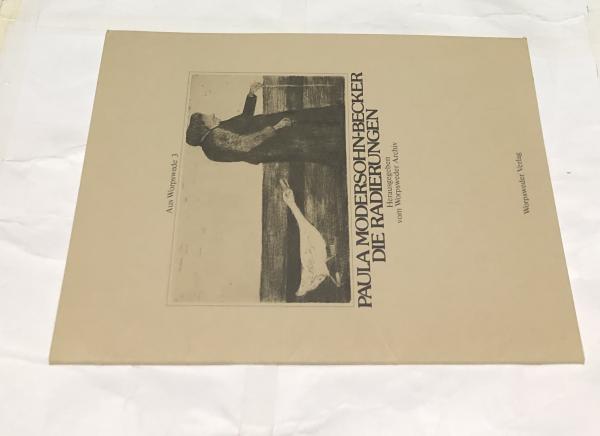 Aus Worpswede 3
PAULA MODERSOHN-BECKER
DIE RADIERUNGEN
Herausgegeben
vom Worpsweder Archiv
Worpsweder Verlag